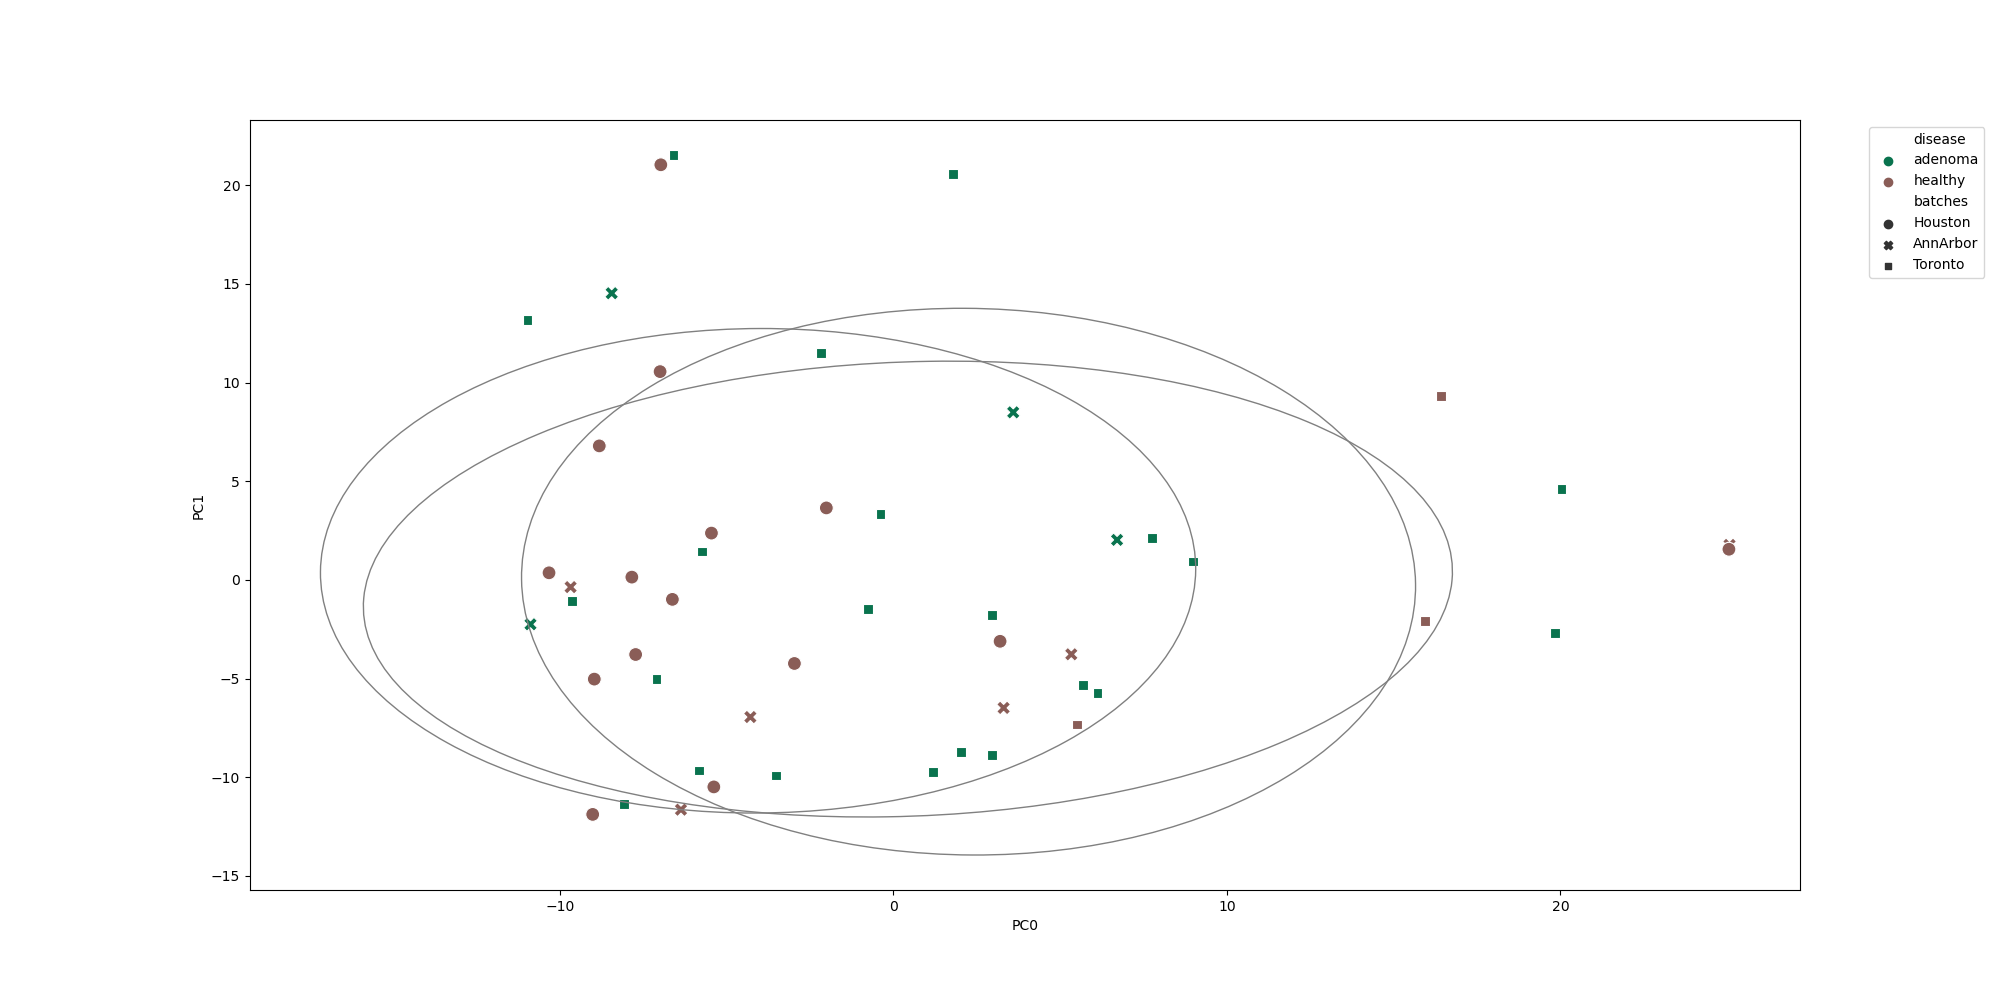 disease
adenoma
healthy
batches
Houston
AnnArbor
Toronto
20
15
10
5
0
−5
−10
−15
PC1
−10 0 10 20
PC0